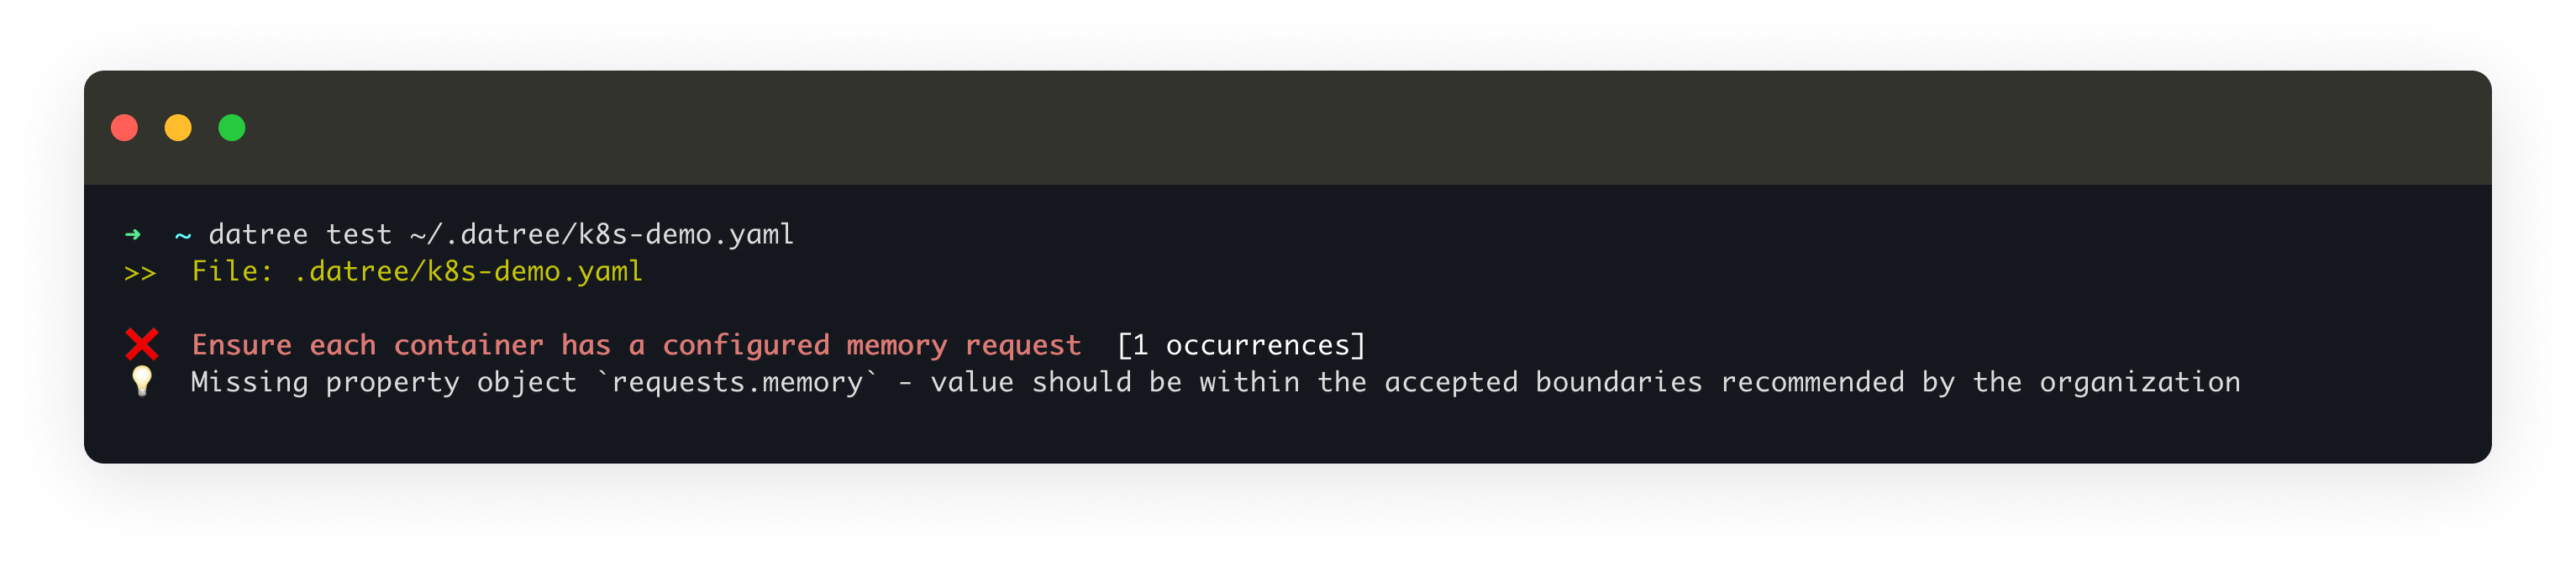 ➜ ~ datree test ~/.datree/k8s-demo.yaml
>> File: .datree/k8s-demo.yaml
❌ Ensure each container has a configured memory request [1 occurrences]
💡 Missing property object `requests.memory` - value should be within the accepted boundaries recommended by the organization